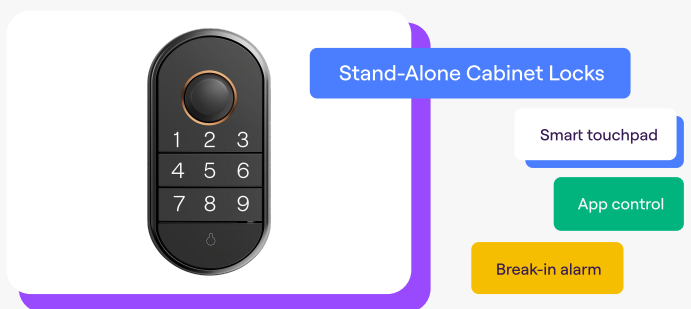 Stand-Alone Cabinet Locks
1 2 3
4 5 6
7 8 9
Smart touchpad
App control
Break-in alarm